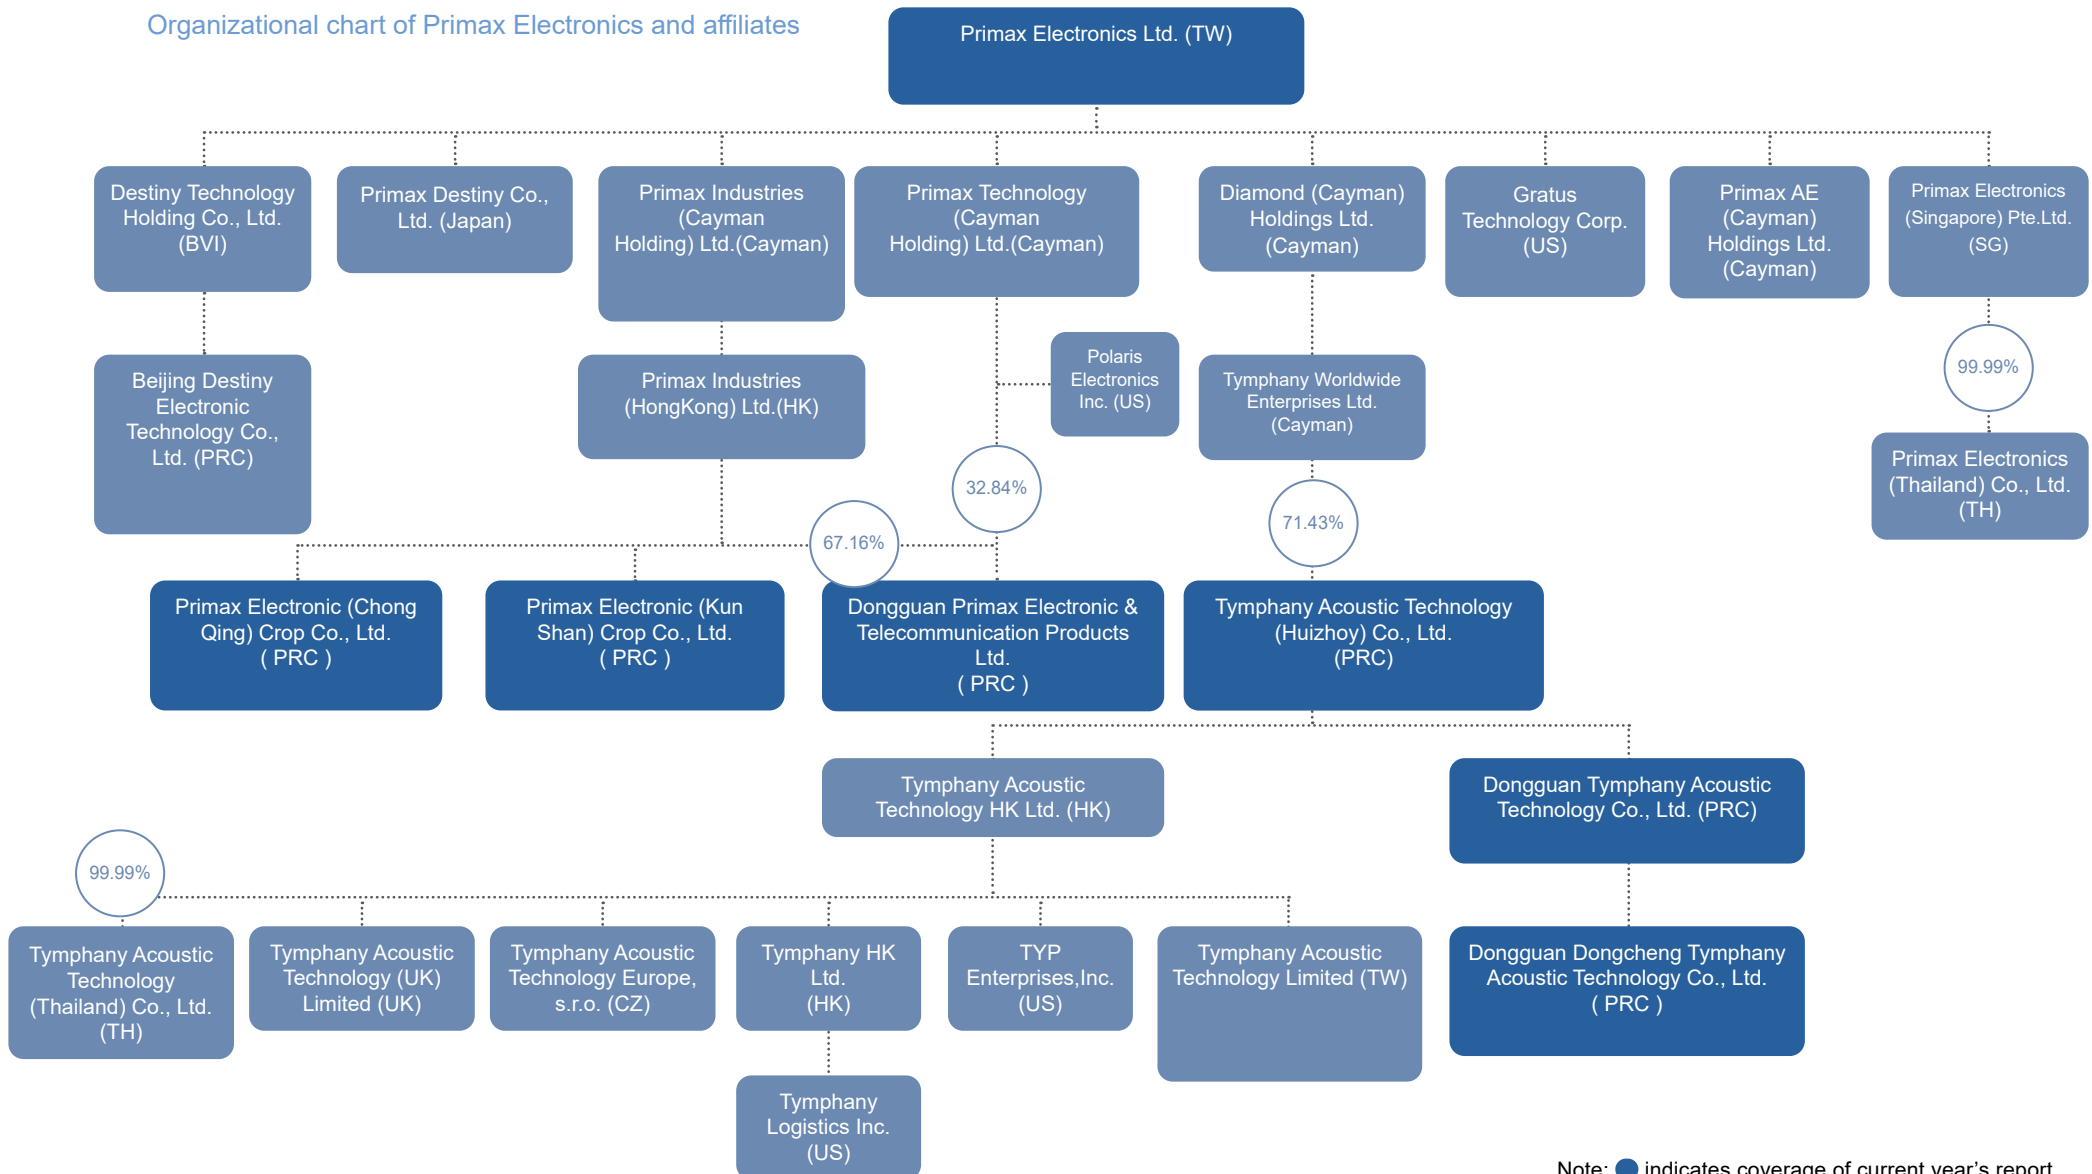 Organizational chart of Primax Electronics and affiliates
Primax Electronics Ltd. (TW)
Destiny Technology
Holding Co., Ltd.
(BVI)
Primax Destiny Co.,
Ltd. (Japan)
Primax Industries
(Cayman
Holding) Ltd.(Cayman)
Primax Technology
(Cayman
Holding) Ltd.(Cayman)
Diamond (Cayman)
Holdings Ltd.
(Cayman)
Gratus
Technology Corp.
(US)
Primax AE
(Cayman)
Holdings Ltd.
(Cayman)
Primax Electronics
(Singapore) Pte.Ltd.
(SG)
Beijing Destiny
Electronic
Technology Co.,
Ltd. (PRC)
Primax Industries
(HongKong) Ltd.(HK)
Polaris
Electronics
Inc. (US)
Tymphany Worldwide
Enterprises Ltd.
(Cayman)
99.99%
Primax Electronics
(Thailand) Co., Ltd.
(TH)
32.84%
67.16%
71.43%
Primax Electronic (Chong
Qing) Crop Co., Ltd.
( PRC )
Primax Electronic (Kun
Shan) Crop Co., Ltd.
( PRC )
Dongguan Primax Electronic &
Telecommunication Products
Ltd.
( PRC )
Tymphany Acoustic Technology
(Huizhoy) Co., Ltd.
(PRC)
Tymphany Acoustic
Technology HK Ltd. (HK)
Dongguan Tymphany Acoustic
Technology Co., Ltd. (PRC)
99.99%
Tymphany Acoustic
Technology
(Thailand) Co., Ltd.
(TH)
Tymphany Acoustic
Technology (UK)
Limited (UK)
Tymphany Acoustic
Technology Europe,
s.r.o. (CZ)
Tymphany HK
Ltd.
(HK)
TYP
Enterprises,Inc.
(US)
Tymphany Acoustic
Technology Limited (TW)
Dongguan Dongcheng Tymphany
Acoustic Technology Co., Ltd.
( PRC )
Tymphany
Logistics Inc.
(US)
Note: indicates coverage of current year's report